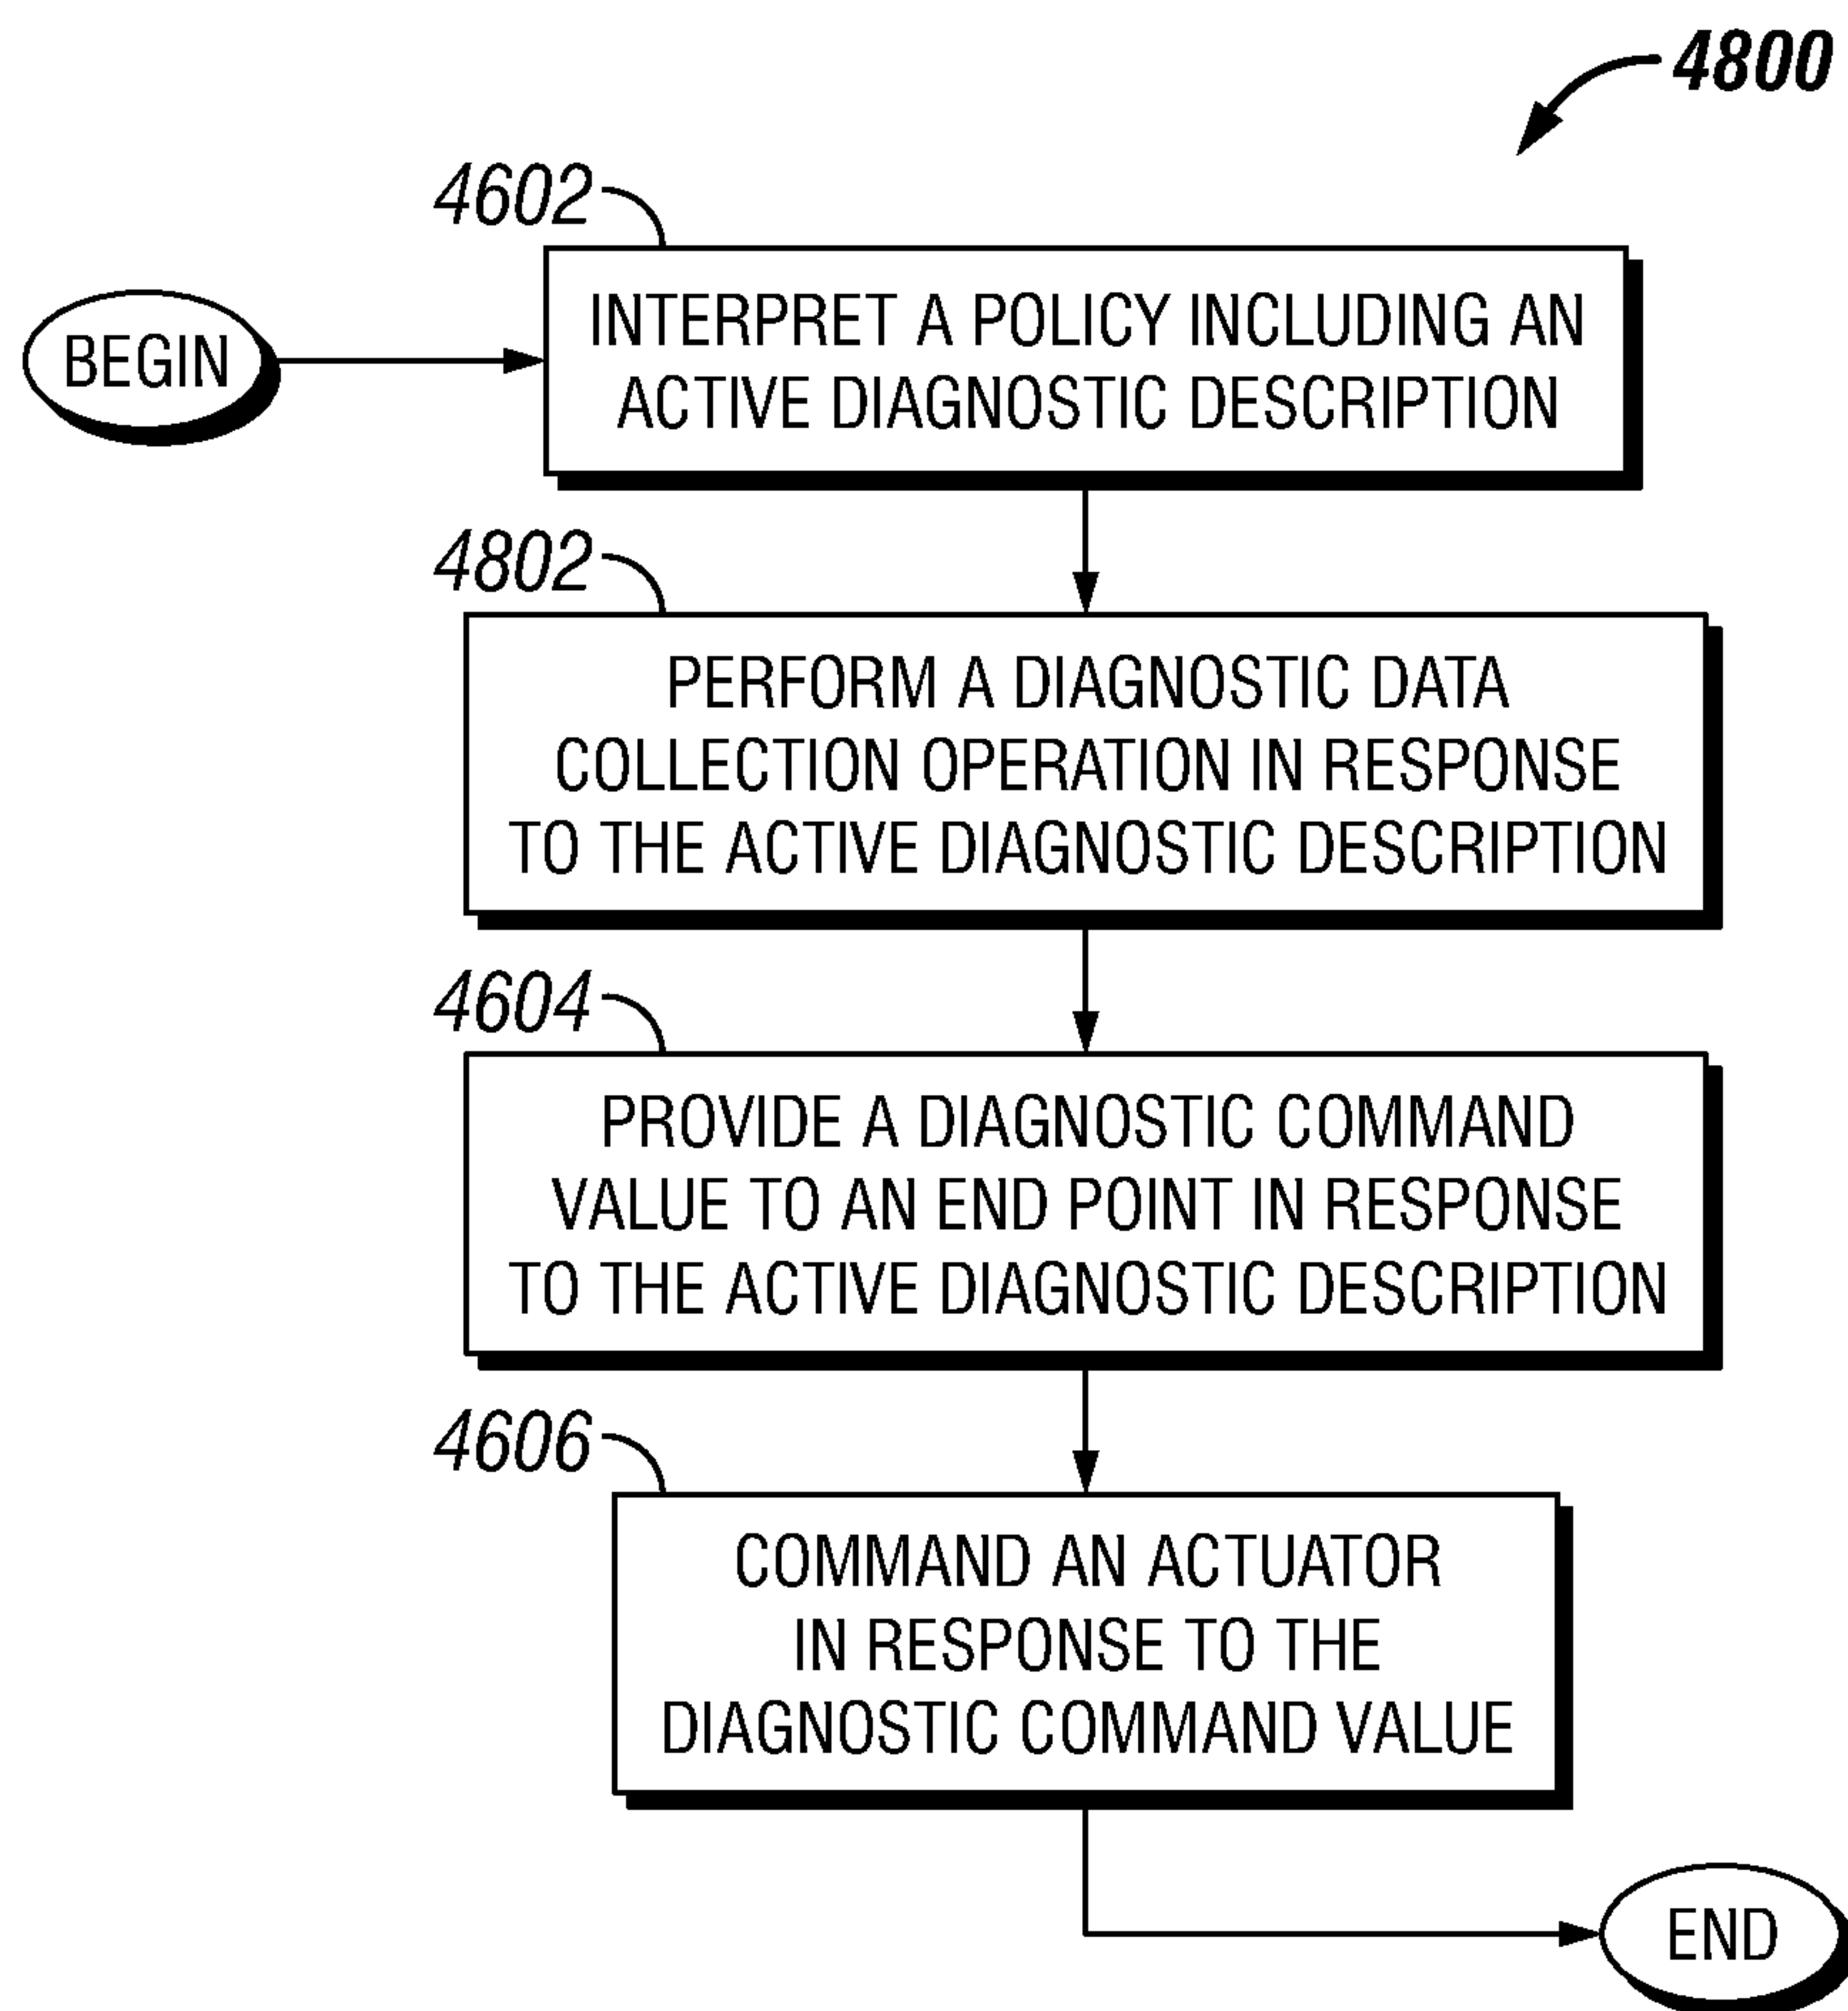 4800
4602
BEGIN
INTERPRET A POLICY INCLUDING AN
ACTIVE DIAGNOSTIC DESCRIPTION
4802
PERFORM A DIAGNOSTIC DATA
COLLECTION OPERATION IN RESPONSE
TO THE ACTIVE DIAGNOSTIC DESCRIPTION
4604
PROVIDE A DIAGNOSTIC COMMAND
VALUE TO AN END POINT IN RESPONSE
TO THE ACTIVE DIAGNOSTIC DESCRIPTION
4606
COMMAND AN ACTUATOR
IN RESPONSE TO THE
DIAGNOSTIC COMMAND VALUE
END